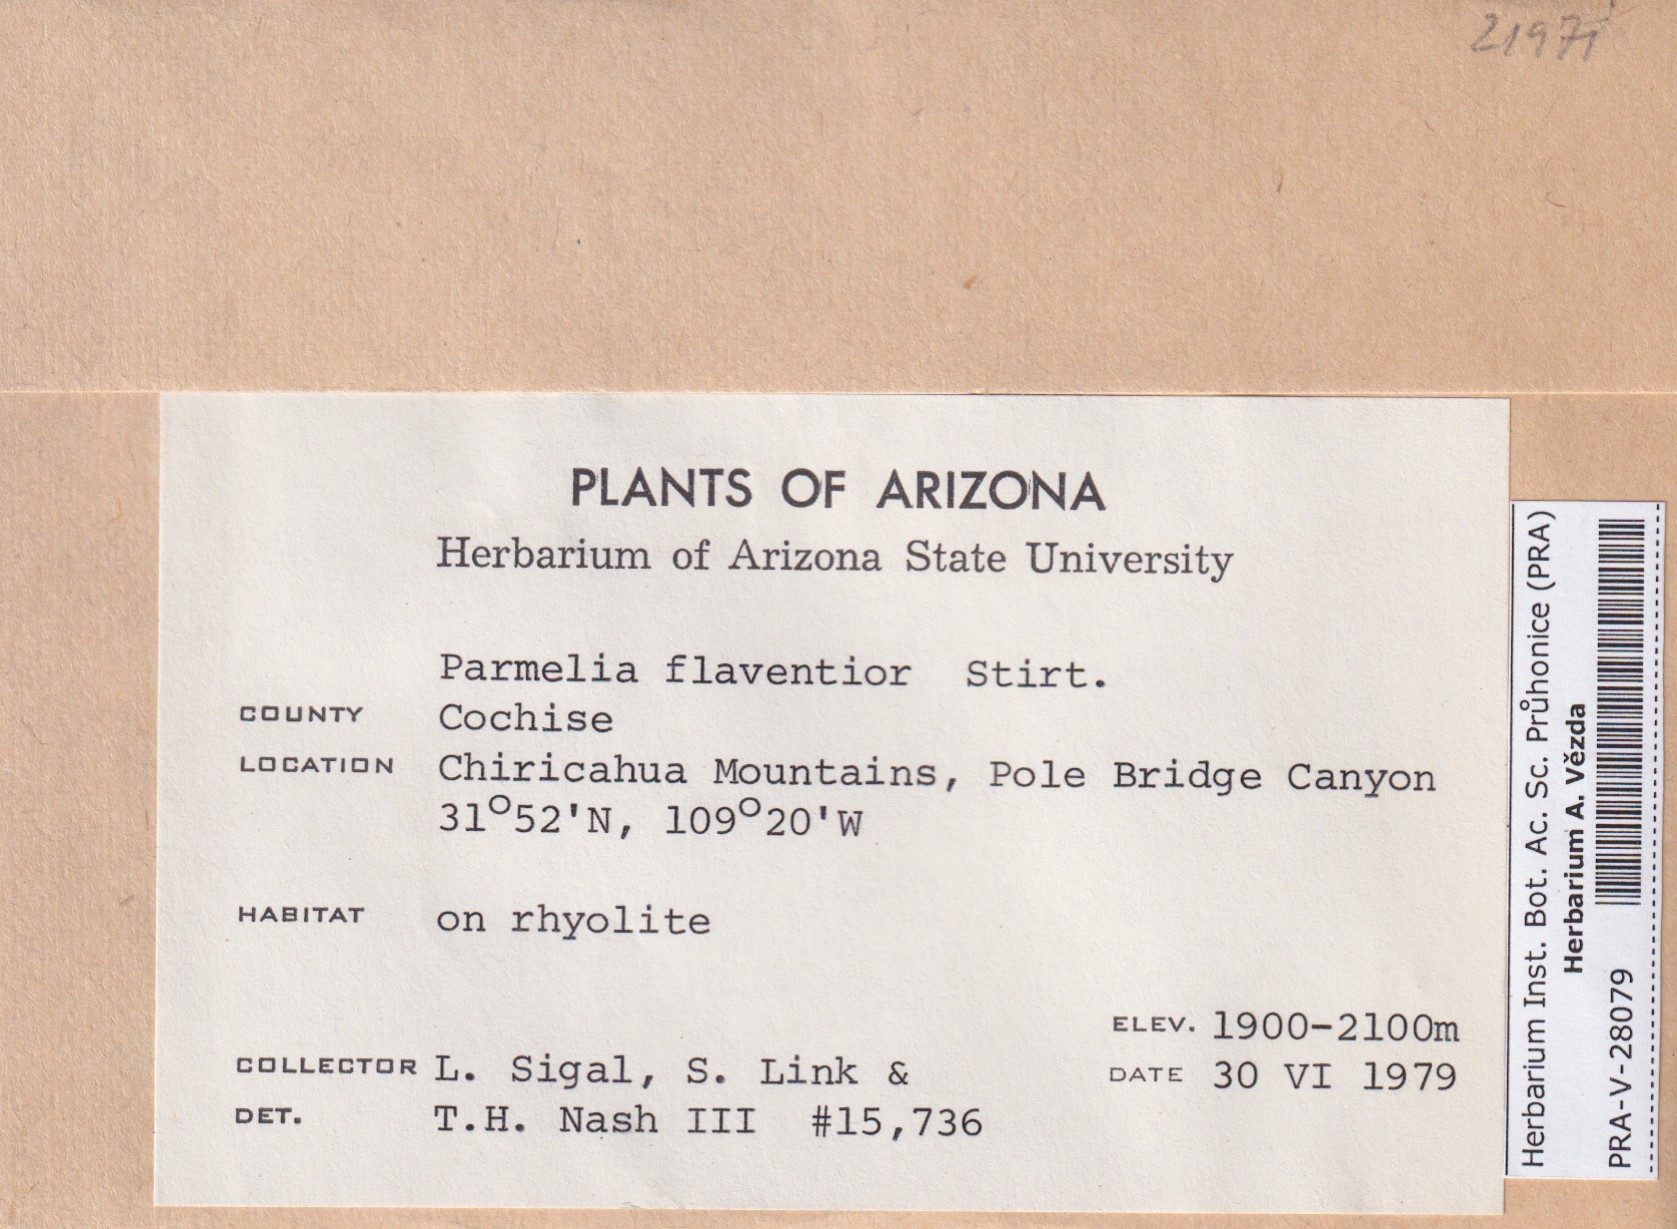 21971
PLANTS OF ARIZONA
Herbarium of Arizona State University
Parmelia flaventior Stirt.
COUNTY Cochise
LOCATION Chiricahua Mountains, Pole Bridge Canyon
31°52'N, 109°20'W
HABITAT on rhyolite
ELEV. 1900-2100m
COLLECTOR L. Sigal, S. Link &
DATE 30 VI 1979
DET. T.H. Nash III #15,736
Herbarium Inst. Bot. Ac. Sc. Průhonice (PRA)
Herbarium A. Vězda
PRA-V-28079